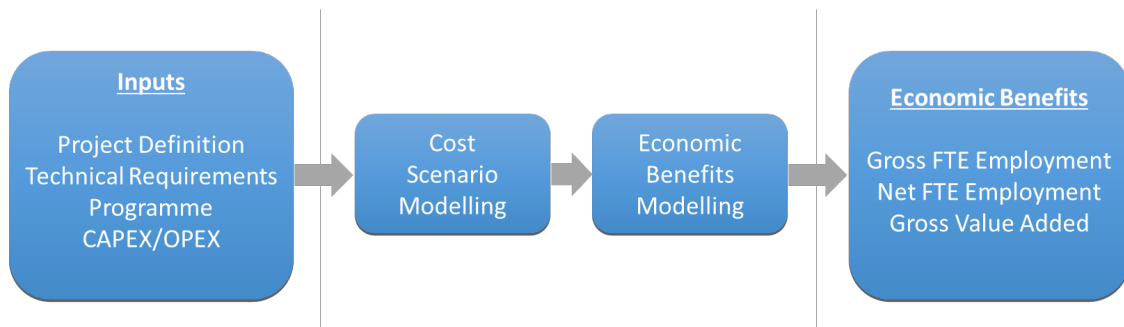 Inputs
Project Definition
Technical Requirements
Programme
CAPEX/OPEX
Cost
Scenario
Modelling
Economic
Benefits
Modelling
Economic Benefits
Gross FTE Employment
Net FTE Employment
Gross Value Added